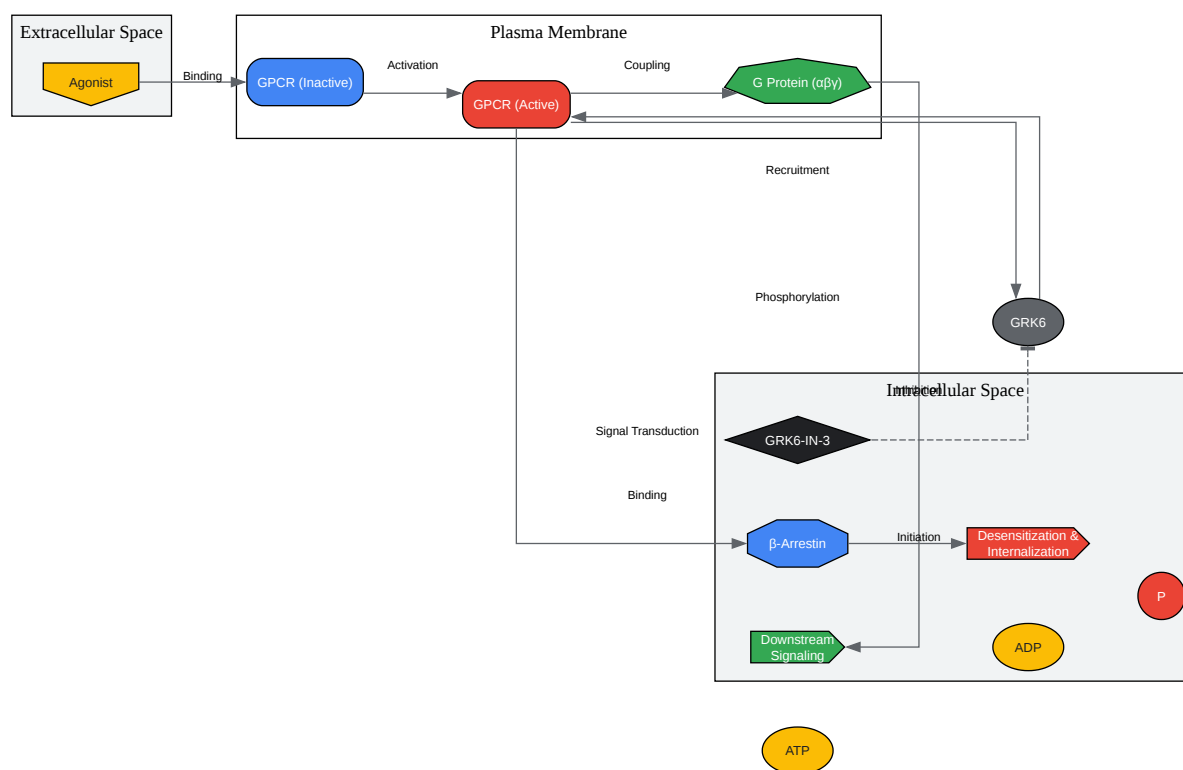 Extracellular Space
Plasma Membrane
Agonist
Binding
GPCR (Inactive)
Activation
GPCR (Active)
Coupling
G Protein (αβγ)
Recruitment
Phosphorylation
GRK6
Intracellular Space
Inhibition
Signal Transduction
GRK6-IN-3
Binding
β-Arrestin
Initiation
Desensitization &
Internalization
P
Downstream
Signaling
ADP
ATP